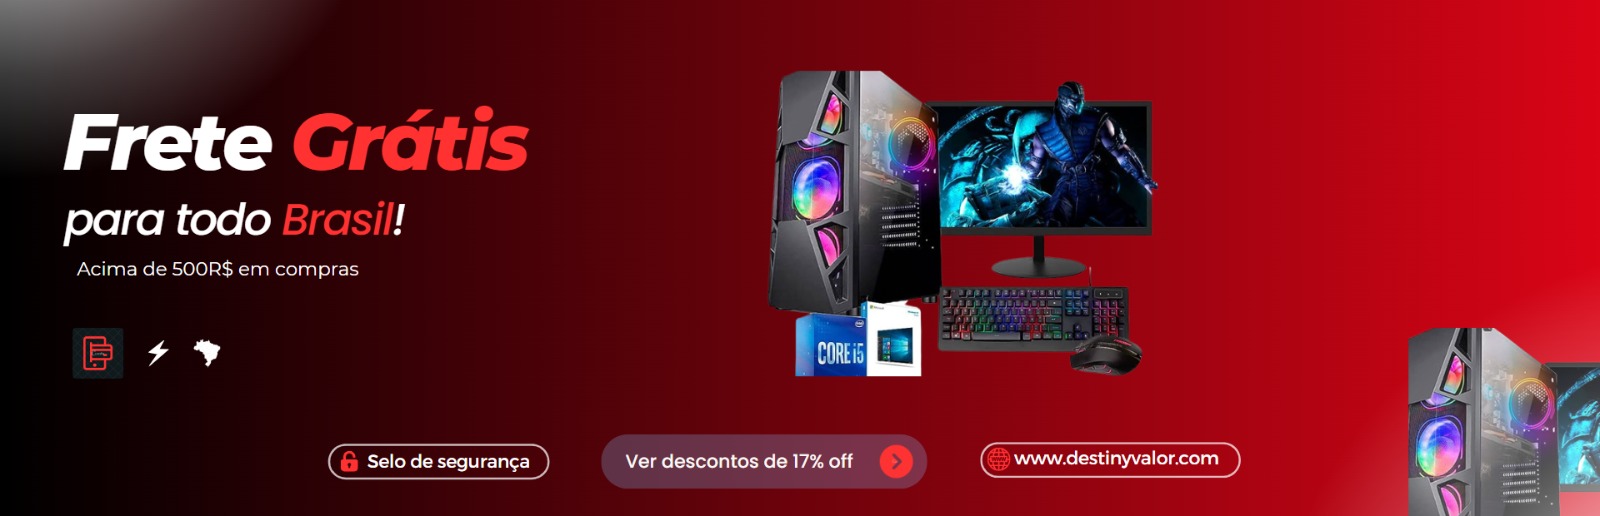 Frete Grátis
para todo Brasil!
Acima de 500R$ em compras
intel
CORE i5
Selo de segurança
Ver descontos de 17% off
www.destinyvalor.com